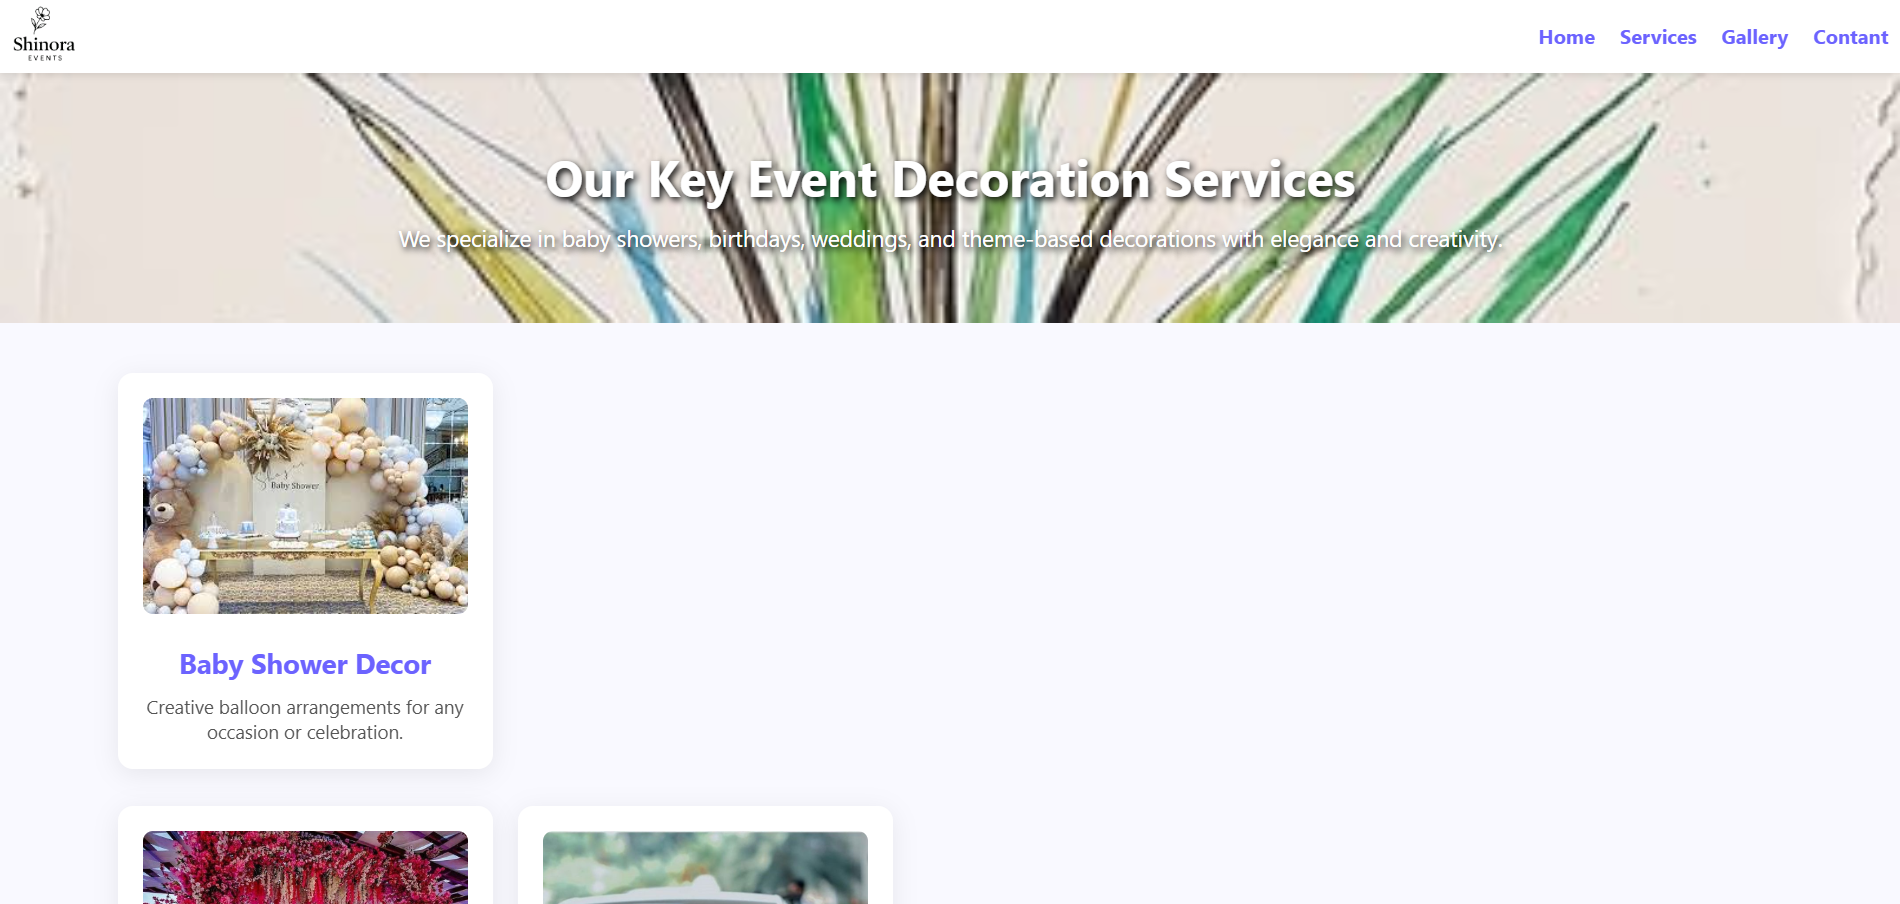 Shinora
EVENTS
Home Services Gallery Contant
Our Key Event Decoration Services
We specialize in baby showers, birthdays, weddings, and theme-based decorations with elegance and creativity.
Baby Shower
Baby Shower Decor
Creative balloon arrangements for any
occasion or celebration.